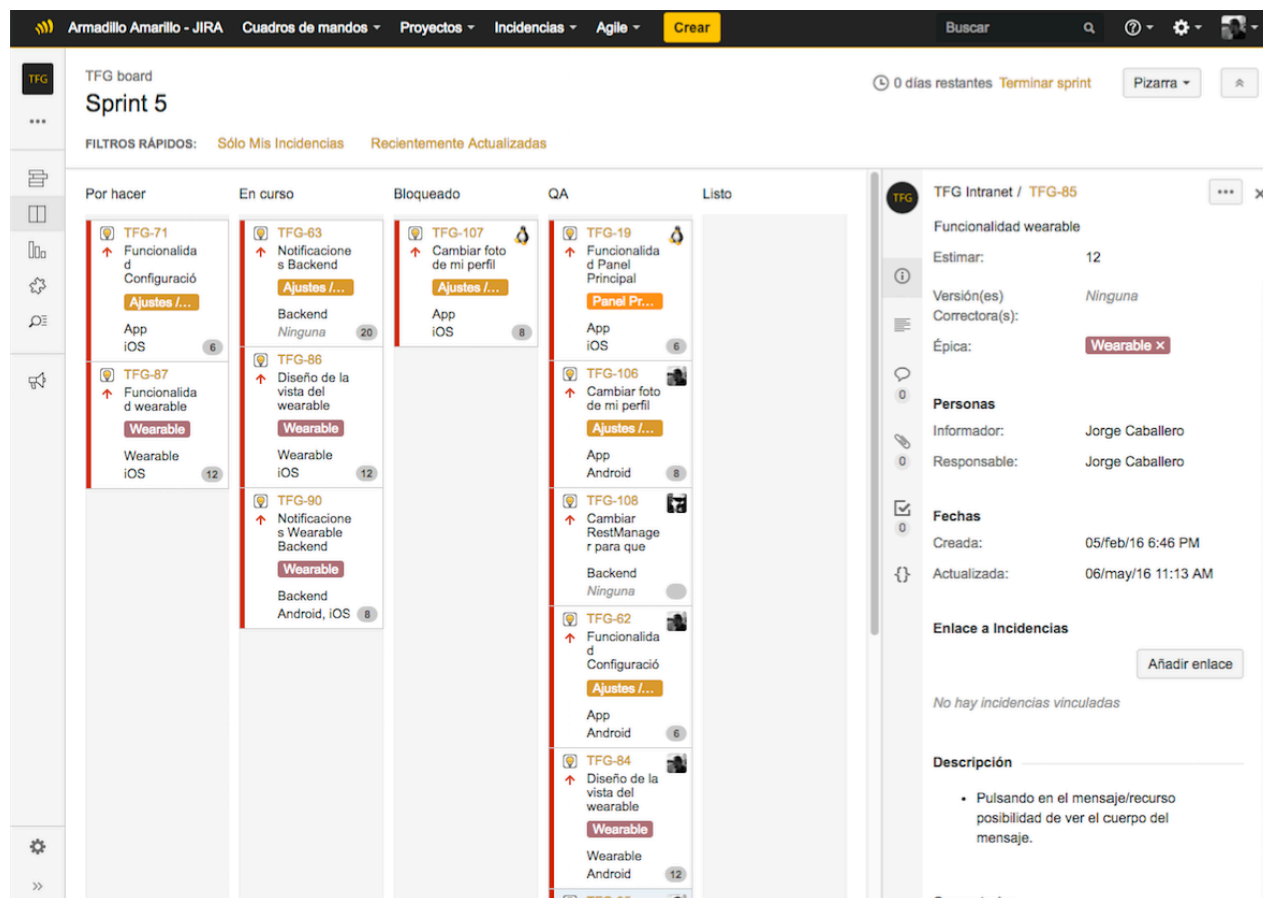 Armadillo Amarillo - JIRA Cuadros de mandos Proyectos Incidencias Agile Crear Buscar
TFG
TFG board
Sprint 5
0 días restantes Terminar sprint Pizarra
FILTROS RÁPIDOS: Sólo Mis Incidencias Recientemente Actualizadas
Por hacer
TFG-71
Funcionalida
d
Configuració
Ajustes /...
App
iOS 6
TFG-87
Funcionalida
d wearable
Wearable
Wearable
iOS 12
En curso
TFG-63
Notificacione
s Backend
Ajustes /...
Backend
Ninguna 20
TFG-86
Diseño de la
vista del
wearable
Wearable
Wearable
iOS 12
TFG-90
Notificacione
s Wearable
Backend
Wearable
Backend
Android, iOS 8
Bloqueado
TFG-107
Cambiar foto
de mi perfil
Ajustes /...
App
iOS 8
QA
TFG-19
Funcionalida
d Panel
Principal
Panel Pr...
App
iOS 6
TFG-106
Cambiar foto
de mi perfil
Ajustes /...
App
Android 8
TFG-108
Cambiar
RestManage
r para que
Backend
Ninguna
TFG-62
Funcionalida
d
Configuració
Ajustes /...
App
Android 6
TFG-84
Diseño de la
vista del
wearable
Wearable
Wearable
Android 12
Listo
TFG
TFG Intranet / TFG-85
Funcionalidad wearable
Estimar: 12
Versión(es) Ninguna
Correctora(s):
Épica: Wearable ×
0
Personas
Informador: Jorge Caballero
0 Responsable: Jorge Caballero
Fechas
0
Creada: 05/feb/16 6:46 PM
{} Actualizada: 06/may/16 11:13 AM
Enlace a Incidencias
Añadir enlace
No hay incidencias vinculadas
Descripción
• Pulsando en el mensaje/recurso
posibilidad de ver el cuerpo del
mensaje.